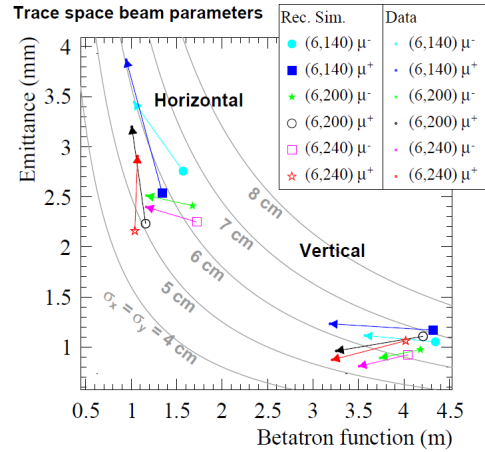 Trace space beam parameters
Rec. Sim. Data
(6,140) μ⁻ (6,140) μ⁻
(6,140) μ⁺ (6,140) μ⁺
(6,200) μ⁻ (6,200) μ⁻
(6,200) μ⁺ (6,200) μ⁺
(6,240) μ⁻ (6,240) μ⁻
(6,240) μ⁺ (6,240) μ⁺
Emittance (mm)
4
3.5
3
2.5
2
1.5
1
Horizontal
Vertical
8 cm
7 cm
6 cm
5 cm
σx = σy = 4 cm
0.5 1 1.5 2 2.5 3 3.5 4 4.5
Betatron function (m)